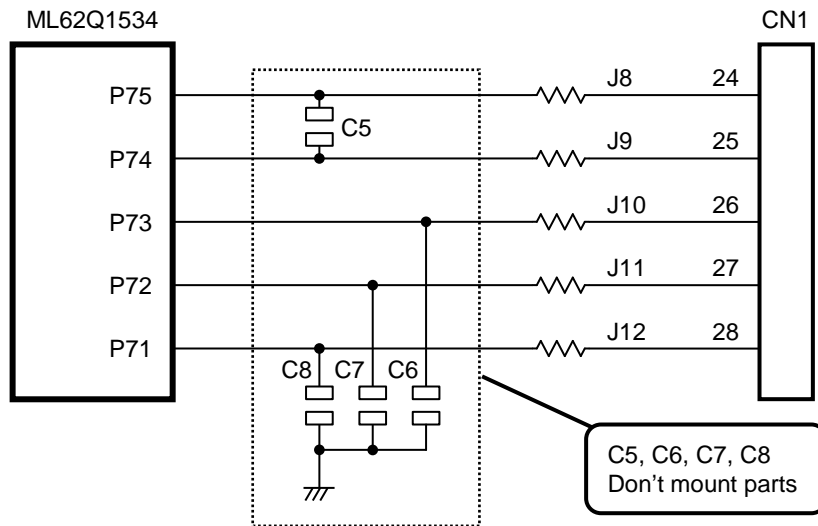 ML62Q1534
CN1
P75
J8
24
C5
P74
J9
25
P73
J10
26
P72
J11
27
P71
J12
28
C8
C7
C6
C5, C6, C7, C8
Don't mount parts